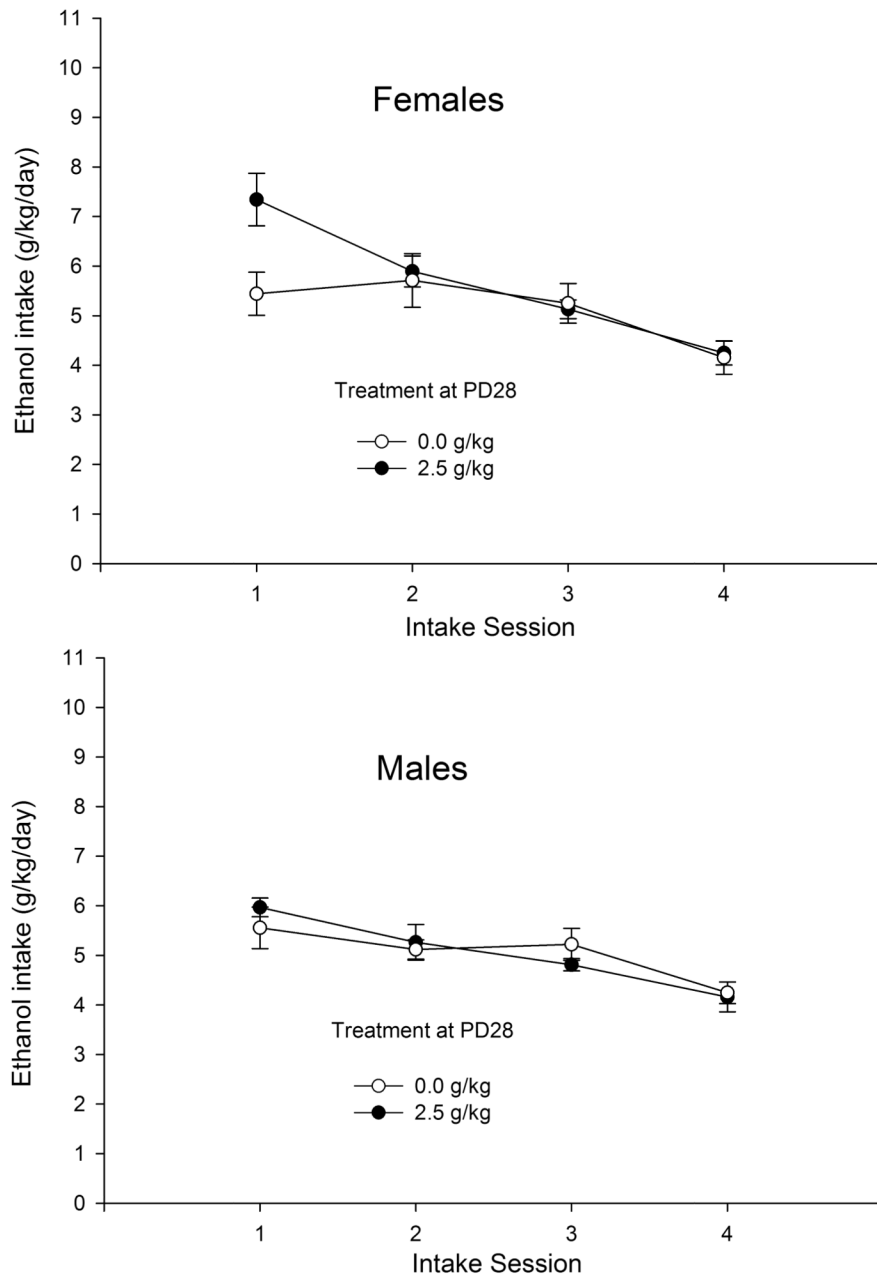 Females
Ethanol intake (g/kg/day)
11
10
9
8
7
6
5
4
3
2
1
0
Treatment at PD28
0.0 g/kg
2.5 g/kg
1 2 3 4
Intake Session
Males
Ethanol intake (g/kg/day)
11
10
9
8
7
6
5
4
3
2
1
0
Treatment at PD28
0.0 g/kg
2.5 g/kg
1 2 3 4
Intake Session